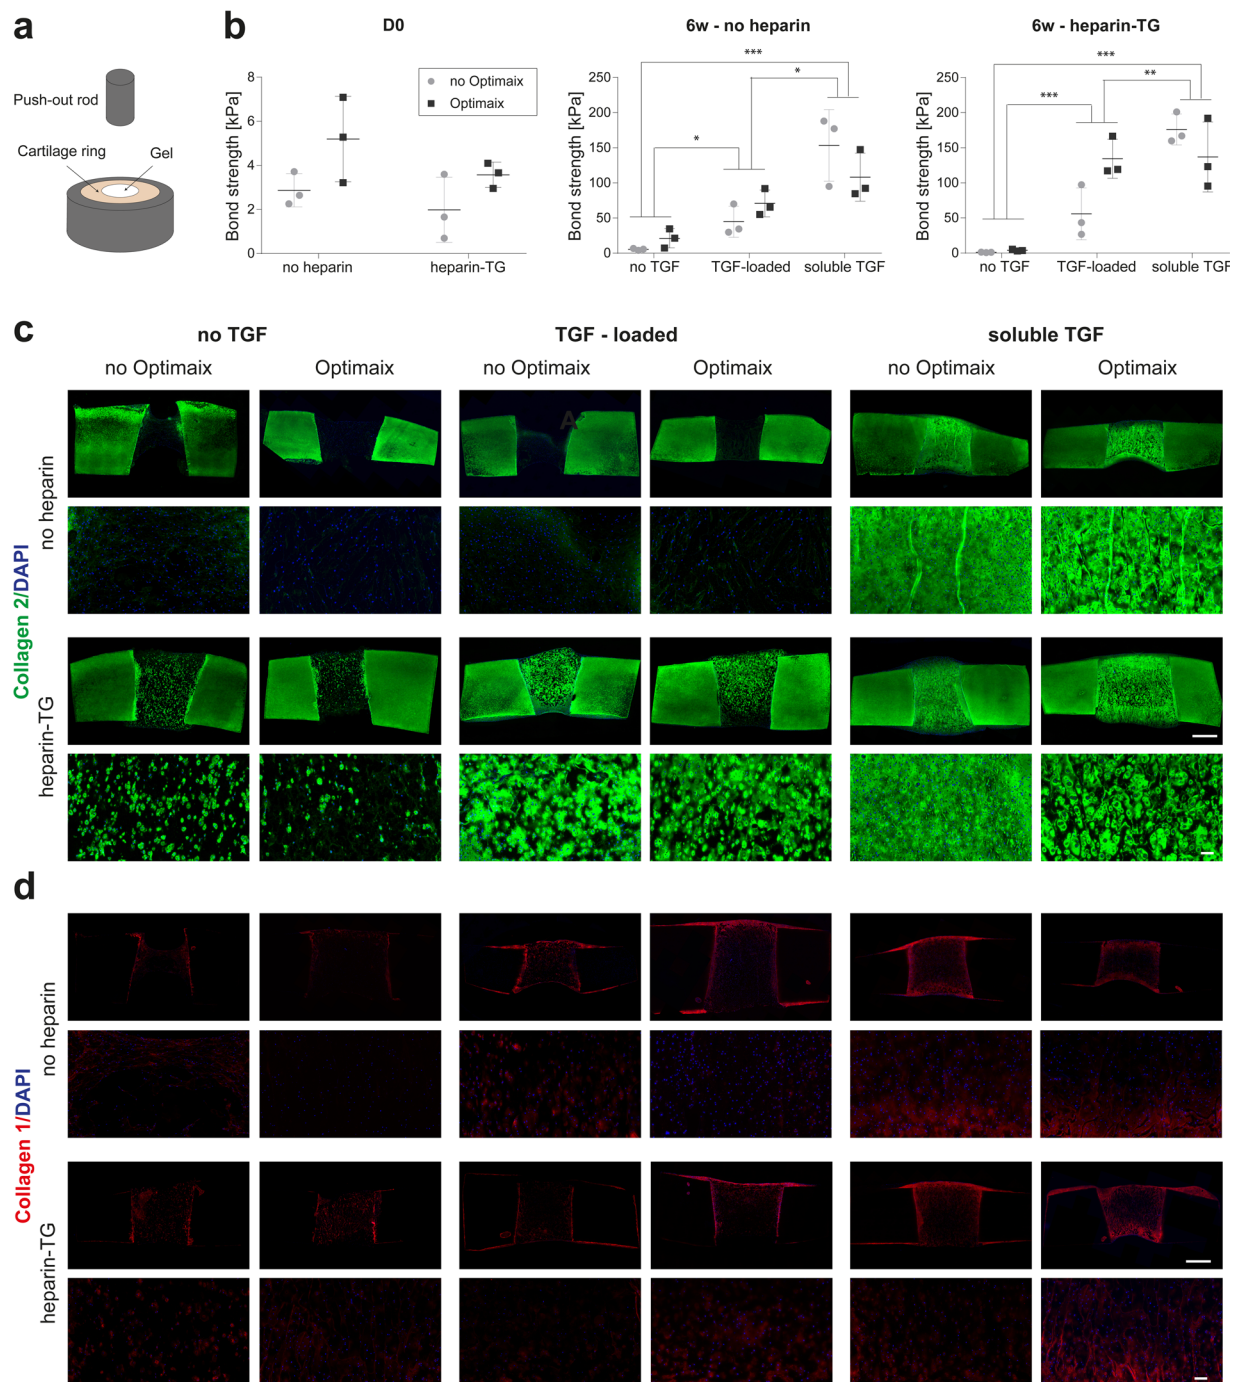 a
Push-out rod
Cartilage ring
Gel
b
D0
Bond strength [kPa]
8
6
4
2
0
no Optimaix
Optimaix
no heparin
heparin-TG
6w - no heparin
Bond strength [kPa]
250
200
150
100
50
0
***
*
*
no TGF
TGF-loaded
soluble TGF
6w - heparin-TG
Bond strength [kPa]
250
200
150
100
50
0
***
**
***
no TGF
TGF-loaded
soluble TGF
c
no TGF
TGF - loaded
soluble TGF
no Optimaix
Optimaix
no Optimaix
Optimaix
no Optimaix
Optimaix
A
Collagen 2/DAPI
no heparin
heparin-TG
d
Collagen 1/DAPI
no heparin
heparin-TG